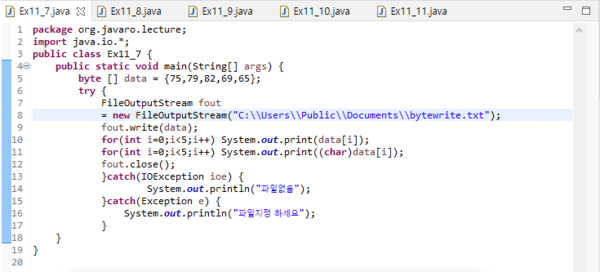 Ex11_7.java Ex11_8.java Ex11_9.java Ex11_10.java Ex11_11.java
1 package org.javaro.lecture;
2 import java.io.*;
3 public class Ex11_7 {
4 public static void main(String[] args) {
5 byte [] data = {75,79,82,69,65};
6 try {
7 FileOutputStream fout
8 = new FileOutputStream("C:\\Users\\Public\\Documents\\bytewrite.txt");
9 fout.write(data);
10 for(int i=0;i<5;i++) System.out.print(data[i]);
11 for(int i=0;i<5;i++) System.out.print((char)data[i]);
12 fout.close();
13 }catch(IOException ioe) {
14 System.out.println("파일없음");
15 }catch(Exception e) {
16 System.out.println("파일지정 하세요");
17 }
18 }
19 }
20